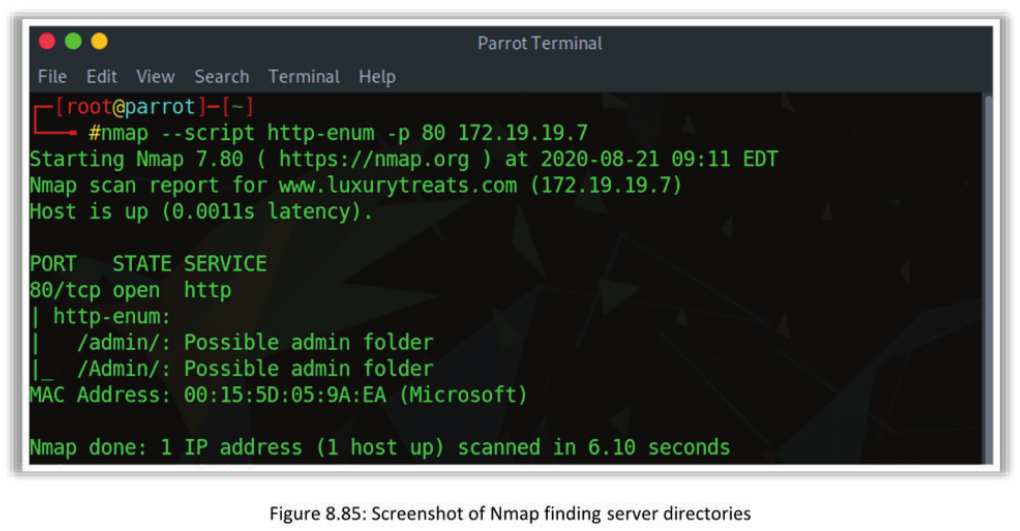 Parrot Terminal
File Edit View Search Terminal Help
[root@parrot]-[~]
#nmap --script http-enum -p 80 172.19.19.7
Starting Nmap 7.80 ( https://nmap.org ) at 2020-08-21 09:11 EDT
Nmap scan report for www.luxurytreats.com (172.19.19.7)
Host is up (0.0011s latency).
PORT   STATE SERVICE
80/tcp open  http
| http-enum:
|   /admin/: Possible admin folder
|_  /Admin/: Possible admin folder
MAC Address: 00:15:5D:05:9A:EA (Microsoft)
Nmap done: 1 IP address (1 host up) scanned in 6.10 seconds
Figure 8.85: Screenshot of Nmap finding server directories